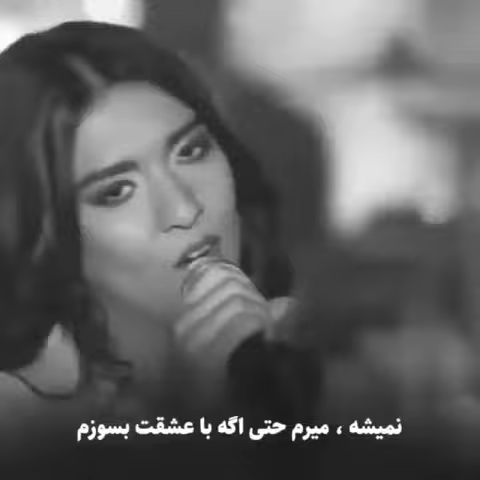 نمیشه ، میرم حتی اگه با عشقت بسوزم